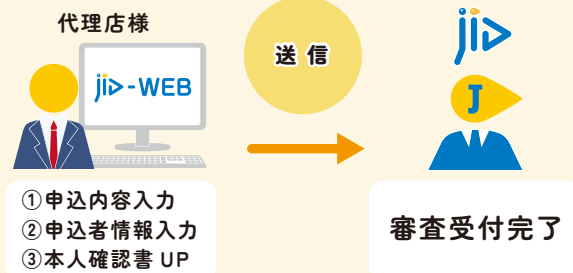 代理店様
jid-WEB
送信
jid
J
①申込内容入力
②申込者情報入力
③本人確認書 UP
審査受付完了